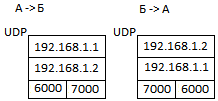 А -> Б
UDP
192.168.1.1
192.168.1.2
6000 7000
Б -> А
UDP
192.168.1.2
192.168.1.1
7000 6000